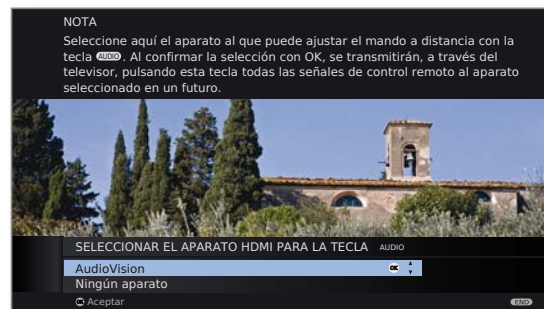 NOTA
Seleccione aquí el aparato al que puede ajustar el mando a distancia con la
tecla AUDIO. Al confirmar la selección con OK, se transmitirán, a través del
televisor, pulsando esta tecla todas las señales de control remoto al aparato
seleccionado en un futuro.
SELECCIONAR EL APARATO HDMI PARA LA TECLA AUDIO
AudioVision OK
Ningún aparato
OK Aceptar END